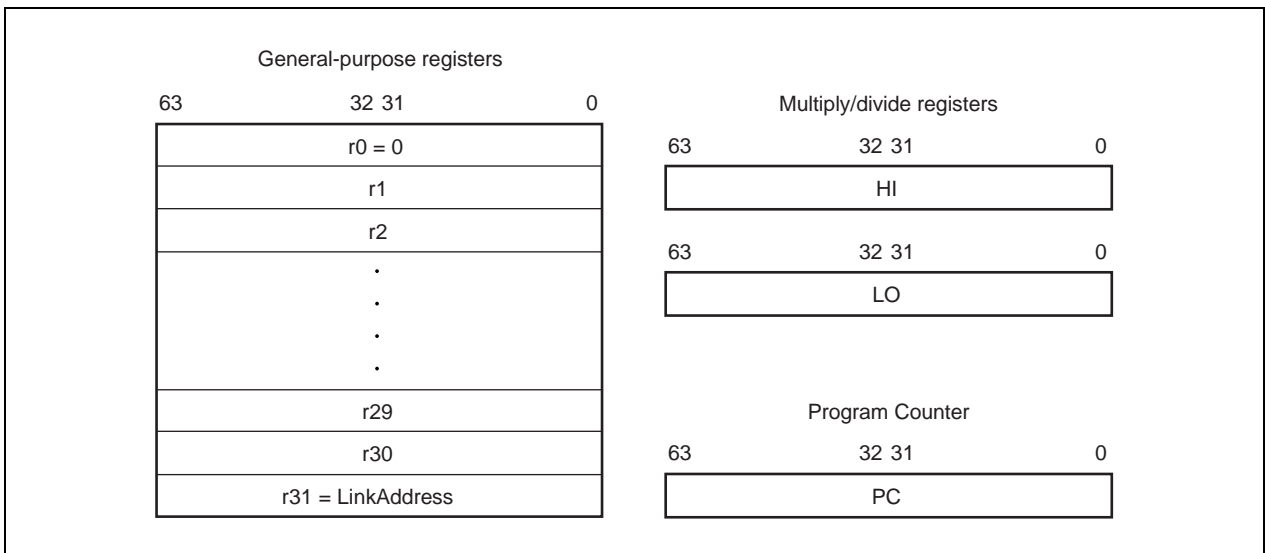 General-purpose registers
63 32 31 0
r0 = 0
r1
r2
r29
r30
r31 = LinkAddress
Multiply/divide registers
63 32 31 0
HI
63 32 31 0
LO
Program Counter
63 32 31 0
PC